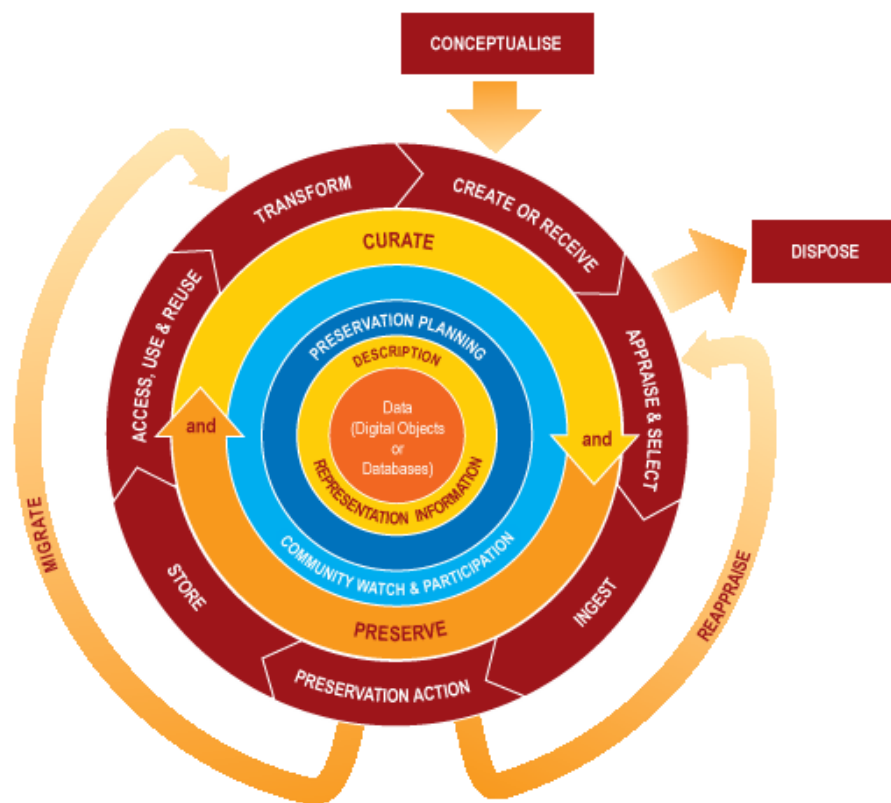 CONCEPTUALISE
CREATE OR RECEIVE
DISPOSE
APPRAISE & SELECT
REAPPRAISE
INGEST
PRESERVATION ACTION
MIGRATE
STORE
ACCESS, USE & REUSE
TRANSFORM
CURATE
and
PRESERVE
and
COMMUNITY WATCH & PARTICIPATION
PRESERVATION PLANNING
DESCRIPTION
REPRESENTATION INFORMATION
Data
(Digital Objects
or
Databases)